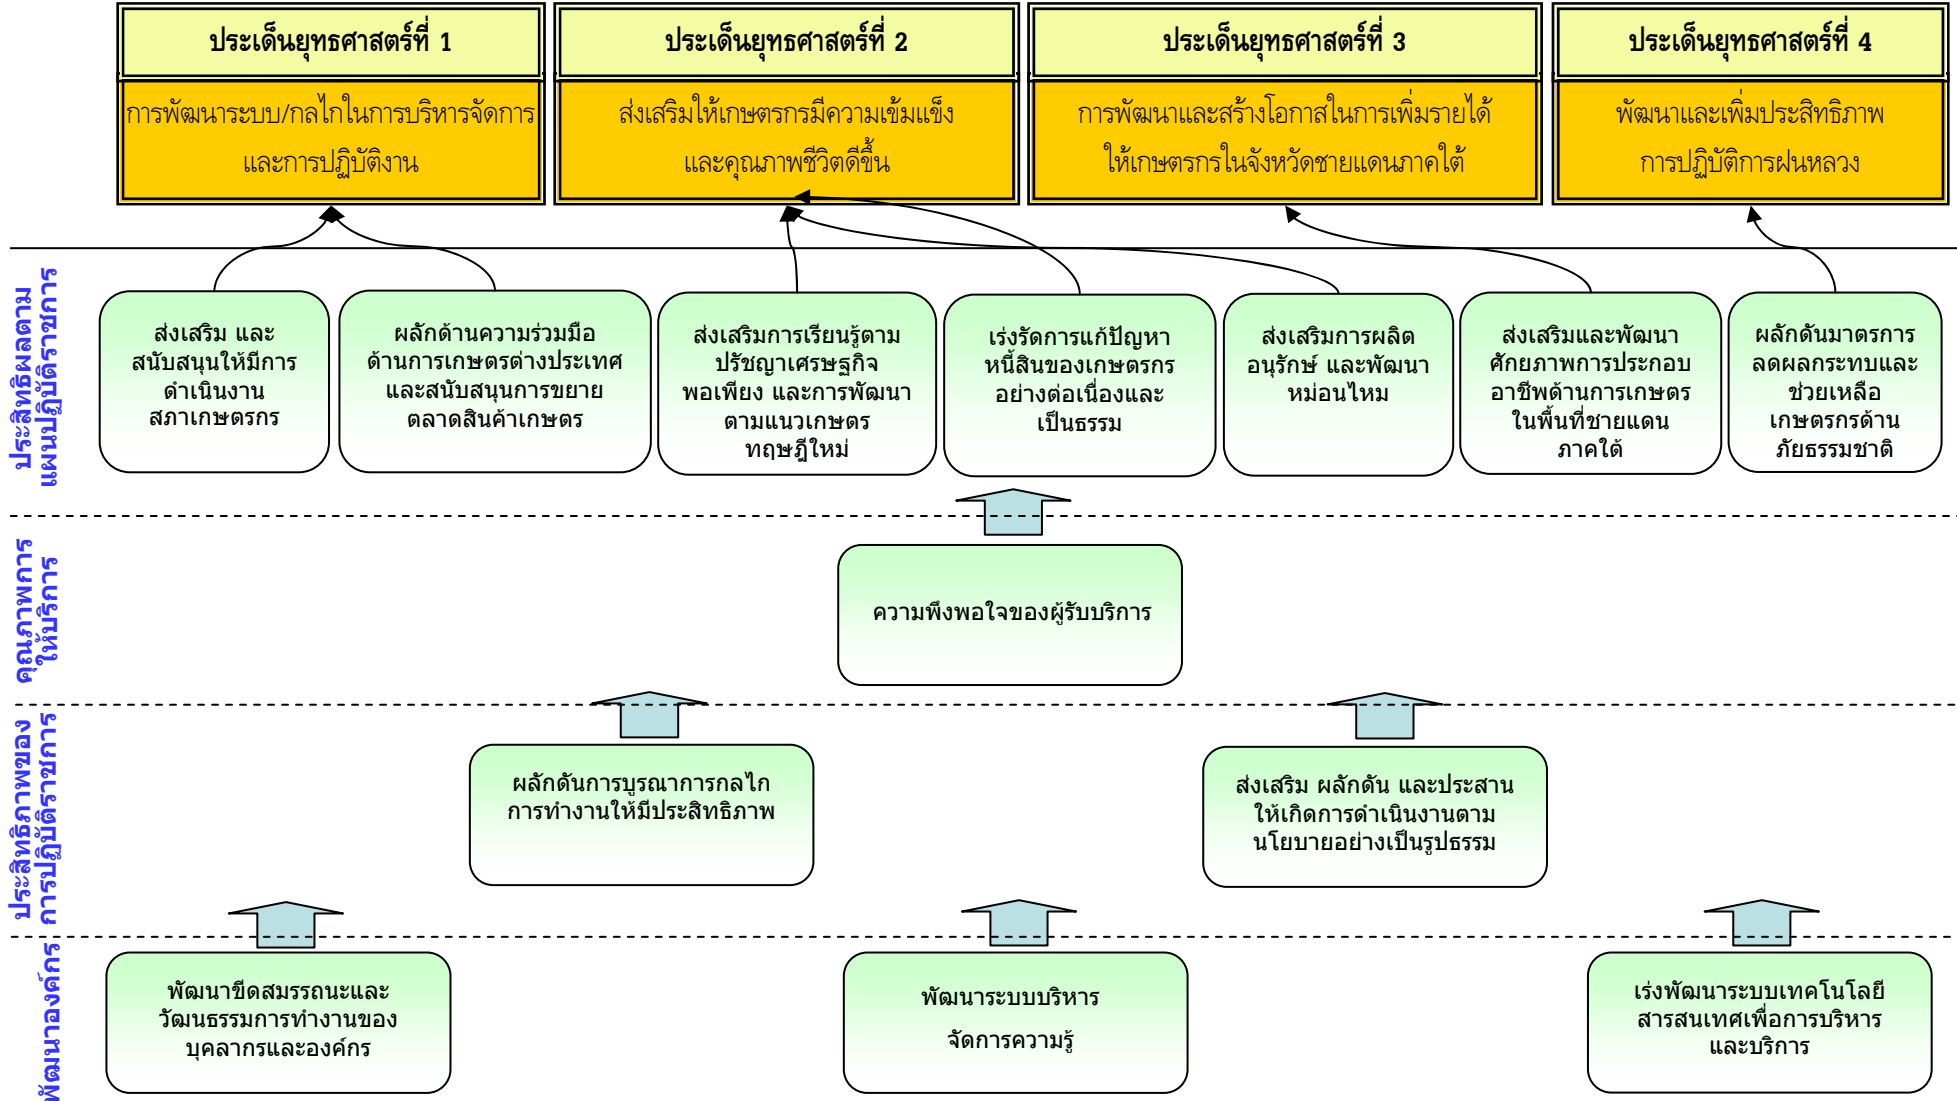 ประเด็นยุทธศาสตร์ที่ 1
ประเด็นยุทธศาสตร์ที่ 2
ประเด็นยุทธศาสตร์ที่ 3
ประเด็นยุทธศาสตร์ที่ 4
การพัฒนาระบบ/กลไกในการบริหารจัดการ
และการปฏิบัติงาน
ส่งเสริมให้เกษตรกรมีความเข้มแข็ง
และคุณภาพชีวิตดีขึ้น
การพัฒนาและสร้างโอกาสในการเพิ่มรายได้
ให้เกษตรกรในจังหวัดชายแดนภาคใต้
พัฒนาและเพิ่มประสิทธิภาพ
การปฏิบัติการฝนหลวง
ประสิทธิผลตาม
แผนปฏิบัติราชการ
ส่งเสริม และ
สนับสนุนให้มีการ
ดำเนินงาน
สภาเกษตรกร
ผลักด้านความร่วมมือ
ด้านการเกษตรต่างประเทศ
และสนับสนุนการขยาย
ตลาดสินค้าเกษตร
ส่งเสริมการเรียนรู้ตาม
ปรัชญาเศรษฐกิจ
พอเพียง และการพัฒนา
ตามแนวเกษตร
ทฤษฎีใหม่
เร่งรัดการแก้ปัญหา
หนี้สินของเกษตรกร
อย่างต่อเนื่องและ
เป็นธรรม
ส่งเสริมการผลิต
อนุรักษ์ และพัฒนา
หม่อนไหม
ส่งเสริมและพัฒนา
ศักยภาพการประกอบ
อาชีพด้านการเกษตร
ในพื้นที่ชายแดน
ภาคใต้
ผลักดันมาตรการ
ลดผลกระทบและ
ช่วยเหลือ
เกษตรกรด้าน
ภัยธรรมชาติ
คุณภาพการ
ให้บริการ
ความพึงพอใจของผู้รับบริการ
ประสิทธิภาพของ
การปฏิบัติราชการ
ผลักดันการบูรณาการกลไก
การทำงานให้มีประสิทธิภาพ
ส่งเสริม ผลักดัน และประสาน
ให้เกิดการดำเนินงานตาม
นโยบายอย่างเป็นรูปธรรม
พัฒนาองค์กร
พัฒนาขีดสมรรถนะและ
วัฒนธรรมการทำงานของ
บุคลากรและองค์กร
พัฒนาระบบบริหาร
จัดการความรู้
เร่งพัฒนาระบบเทคโนโลยี
สารสนเทศเพื่อการบริหาร
และบริการ